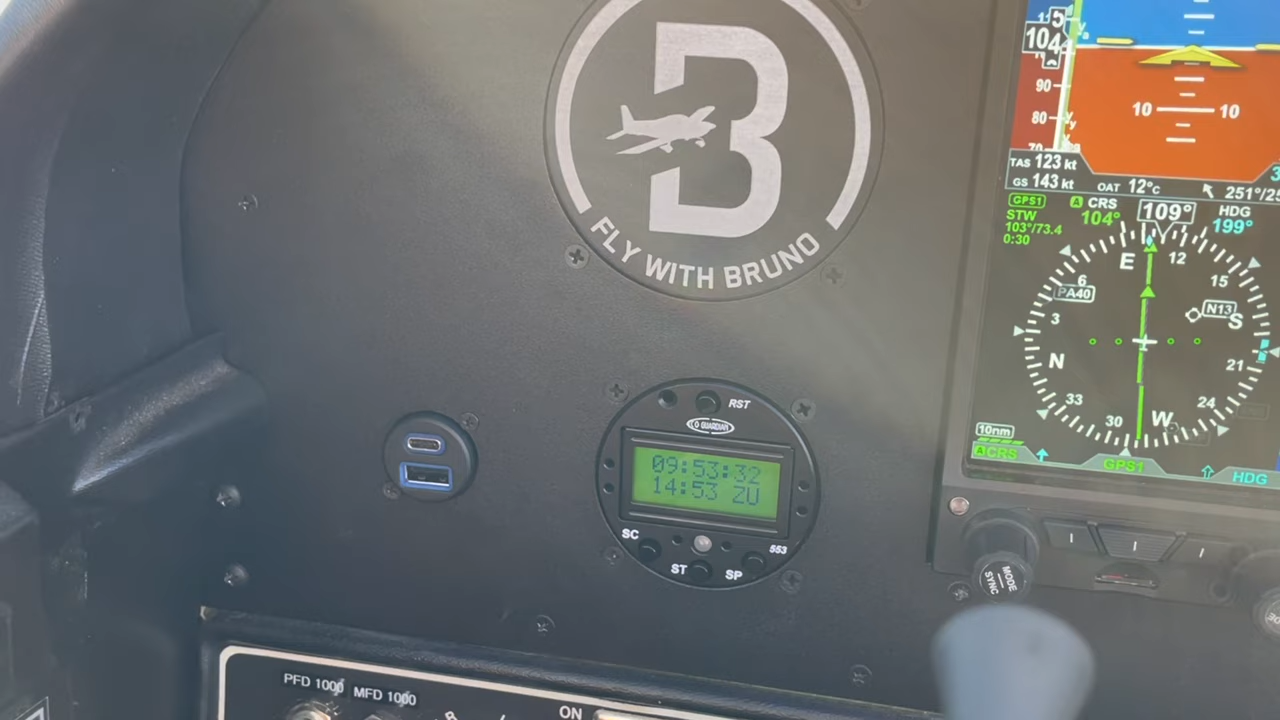 B
FLY WITH BRUNO
RST
GUARDIAN
09:53:32
14:53 ZU
SC
ST
SP
553
PFD 1000
MFD 1000
ON
104
90
80
70
10 10
TAS 123 kt
GS 143 kt
OAT 12°C
251°/25
GPS1
STW
103°/73.4
0:30
A CRS
104°
109°
HDG
199°
E
12
15
S
21
24
W
30
33
N
3
6
PA40
N13
10nm
ACRS
GPS1
HDG
MODE
SYNC